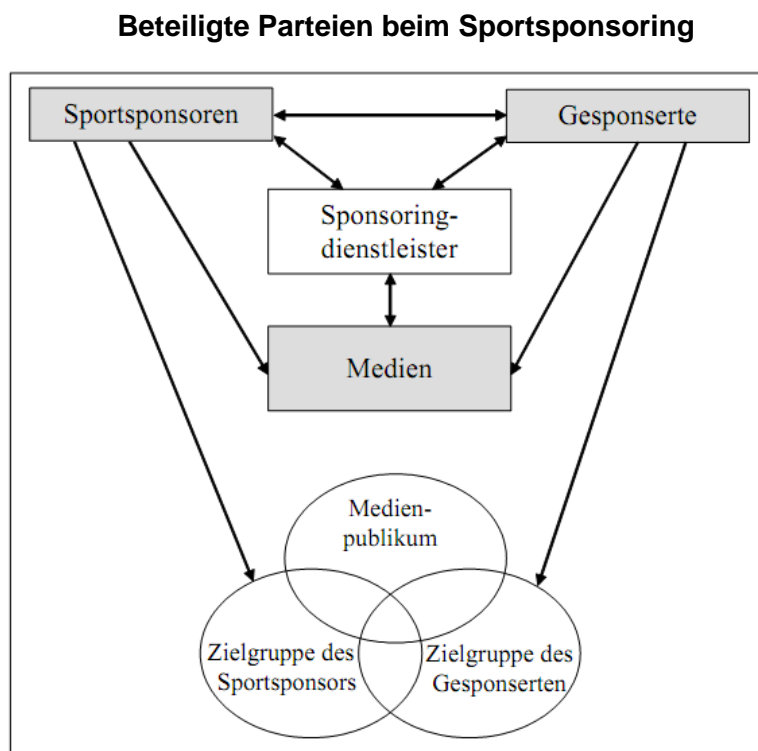 Beteiligte Parteien beim Sportsponsoring
Sportsponsoren
Gesponserte
Sponsoring-
dienstleister
Medien
Medien-
publikum
Zielgruppe des
Sportsponsors
Zielgruppe des
Gesponserten